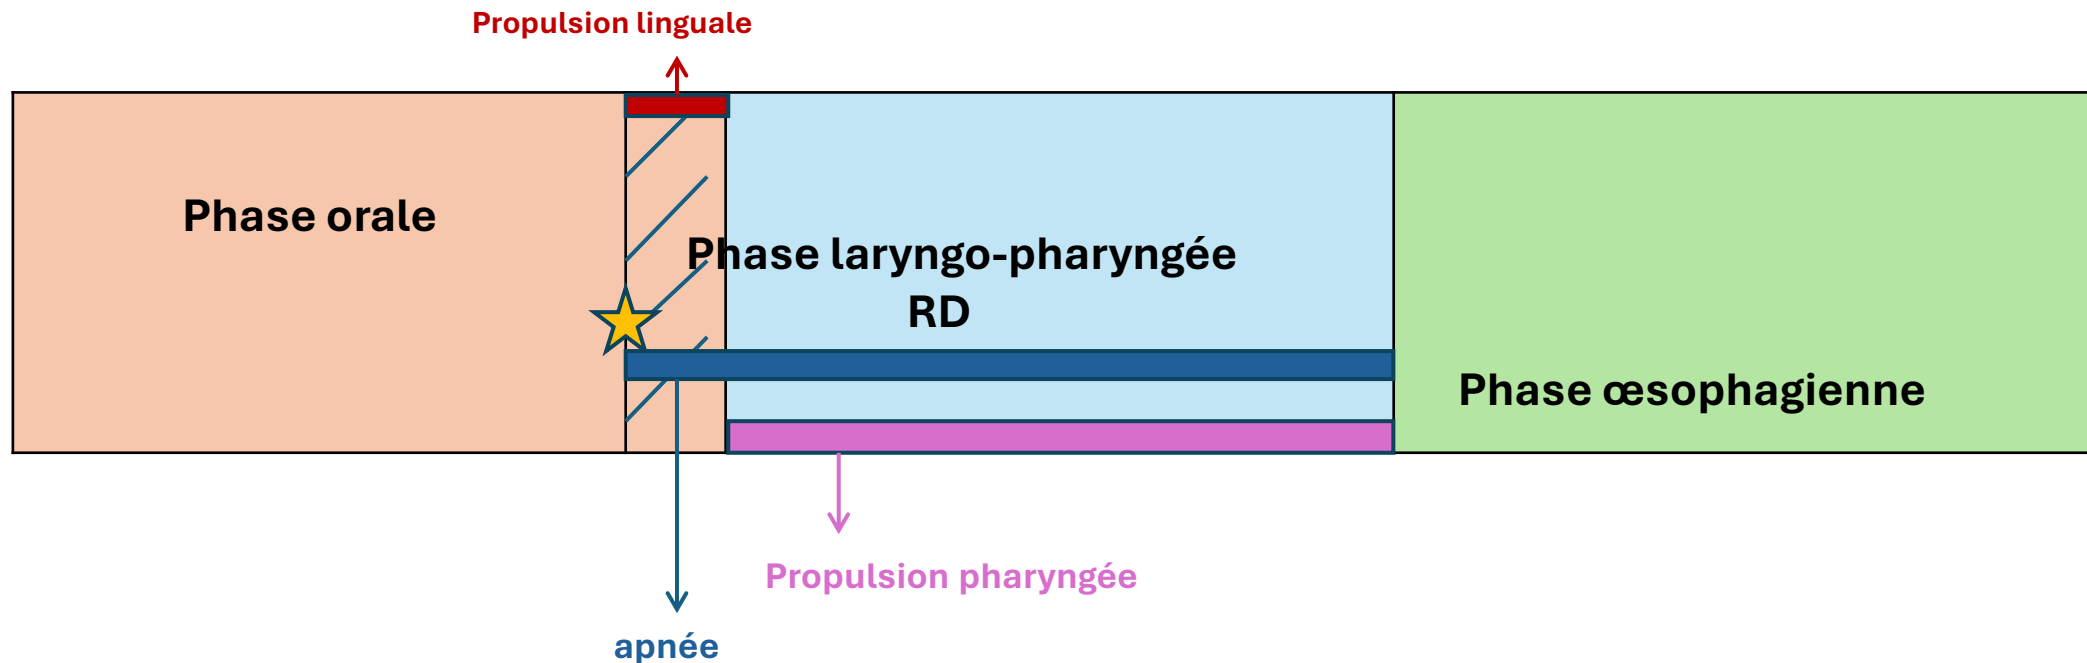 Propulsion linguale
Phase orale
Phase laryngo-pharyngée
RD
Phase œsophagienne
Propulsion pharyngée
apnée